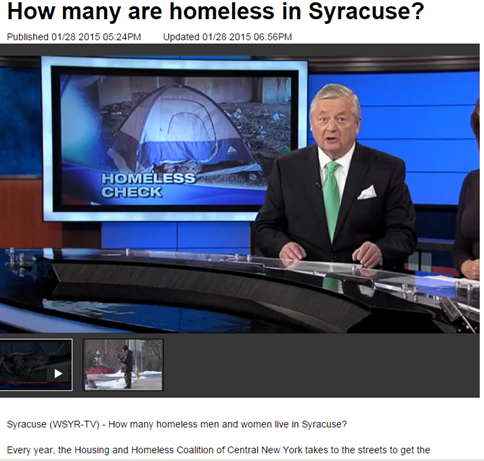 How many are homeless in Syracuse?
Published 01/28 2015 05:24PM Updated 01/28 2015 06:56PM
HOMELESS
CHECK
Syracuse (WSYR-TV) - How many homeless men and women live in Syracuse?
Every year, the Housing and Homeless Coalition of Central New York takes to the streets to get the